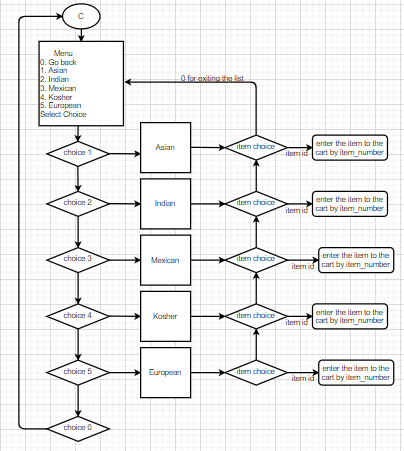 C
Menu
0. Go back
1. Asian
2. Indian
3. Mexican
4. Kosher
5. European
Select Choice
0 for exiting the list
choice 1
Asian
item choice
item id
enter the item to the
cart by item_number
choice 2
Indian
item choice
item id
enter the item to the
cart by item_number
choice 3
Mexican
item choice
item id
enter the item to the
cart by item_number
choice 4
Kosher
item choice
item id
enter the item to the
cart by item_number
choice 5
European
item choice
item id
enter the item to the
cart by item_number
choice 0